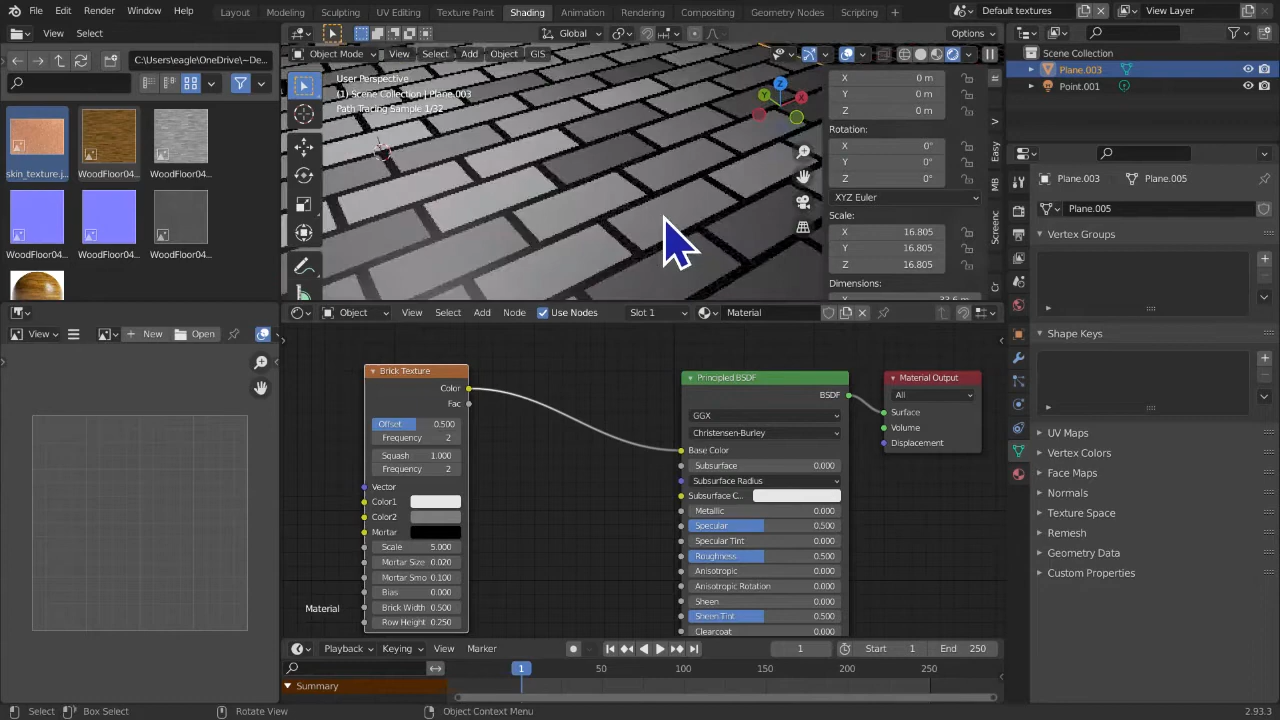 File Edit Render Window Help Layout Modeling Sculpting UV Editing Texture Paint Shading Animation Rendering Compositing Geometry Nodes Scripting + Default textures View Layer
View Select Global Options
C:\Users\eagle\OneDrive\~De...
Object Mode View Select Add Object GIS
User Perspective
(1) Scene Collection | Plane.003
Path Tracing Sample 1/32
skin_texture.j... WoodFloor04... WoodFloor04...
WoodFloor04... WoodFloor04... WoodFloor04...
Z X Y
X 0 m
Y 0 m
Z 0 m
Rotation:
X 0°
Y 0°
Z 0°
XYZ Euler
Scale:
X 16.805
Y 16.805
Z 16.805
Dimensions:
X 33.6 m
V
Easy
MB
Screenc
Scene Collection
Plane.003
Point.001
Plane.003 Plane.005
Plane.005
Vertex Groups
Shape Keys
UV Maps
Vertex Colors
Face Maps
Normals
Texture Space
Remesh
Geometry Data
Custom Properties
View New Open
Object View Select Add Node Use Nodes Slot 1 Material
Brick Texture
Color
Fac
Offset 0.500
Frequency 2
Squash 1.000
Frequency 2
Vector
Color1
Color2
Mortar
Scale 5.000
Mortar Size 0.020
Mortar Smo 0.100
Bias 0.000
Brick Width 0.500
Row Height 0.250
Material
Principled BSDF
BSDF
GGX
Christensen-Burley
Base Color
Subsurface 0.000
Subsurface Radius
Subsurface C...
Metallic 0.000
Specular 0.500
Specular Tint 0.000
Roughness 0.500
Anisotropic 0.000
Anisotropic Rotation 0.000
Sheen 0.000
Sheen Tint 0.500
Clearcoat 0.000
Material Output
All
Surface
Volume
Displacement
Playback Keying View Marker 1 Start 1 End 250
1 50 100 150 200 250
Summary
Select Box Select Rotate View Object Context Menu 2.93.3